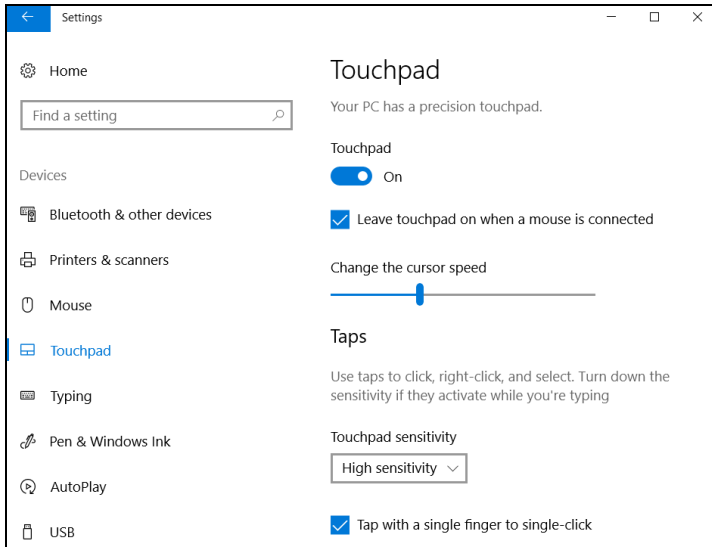 Settings
Home
Find a setting
Devices
Bluetooth & other devices
Printers & scanners
Mouse
Touchpad
Typing
Pen & Windows Ink
AutoPlay
USB
Touchpad
Your PC has a precision touchpad.
Touchpad
On
Leave touchpad on when a mouse is connected
Change the cursor speed
Taps
Use taps to click, right-click, and select. Turn down the
sensitivity if they activate while you're typing
Touchpad sensitivity
High sensitivity
Tap with a single finger to single-click